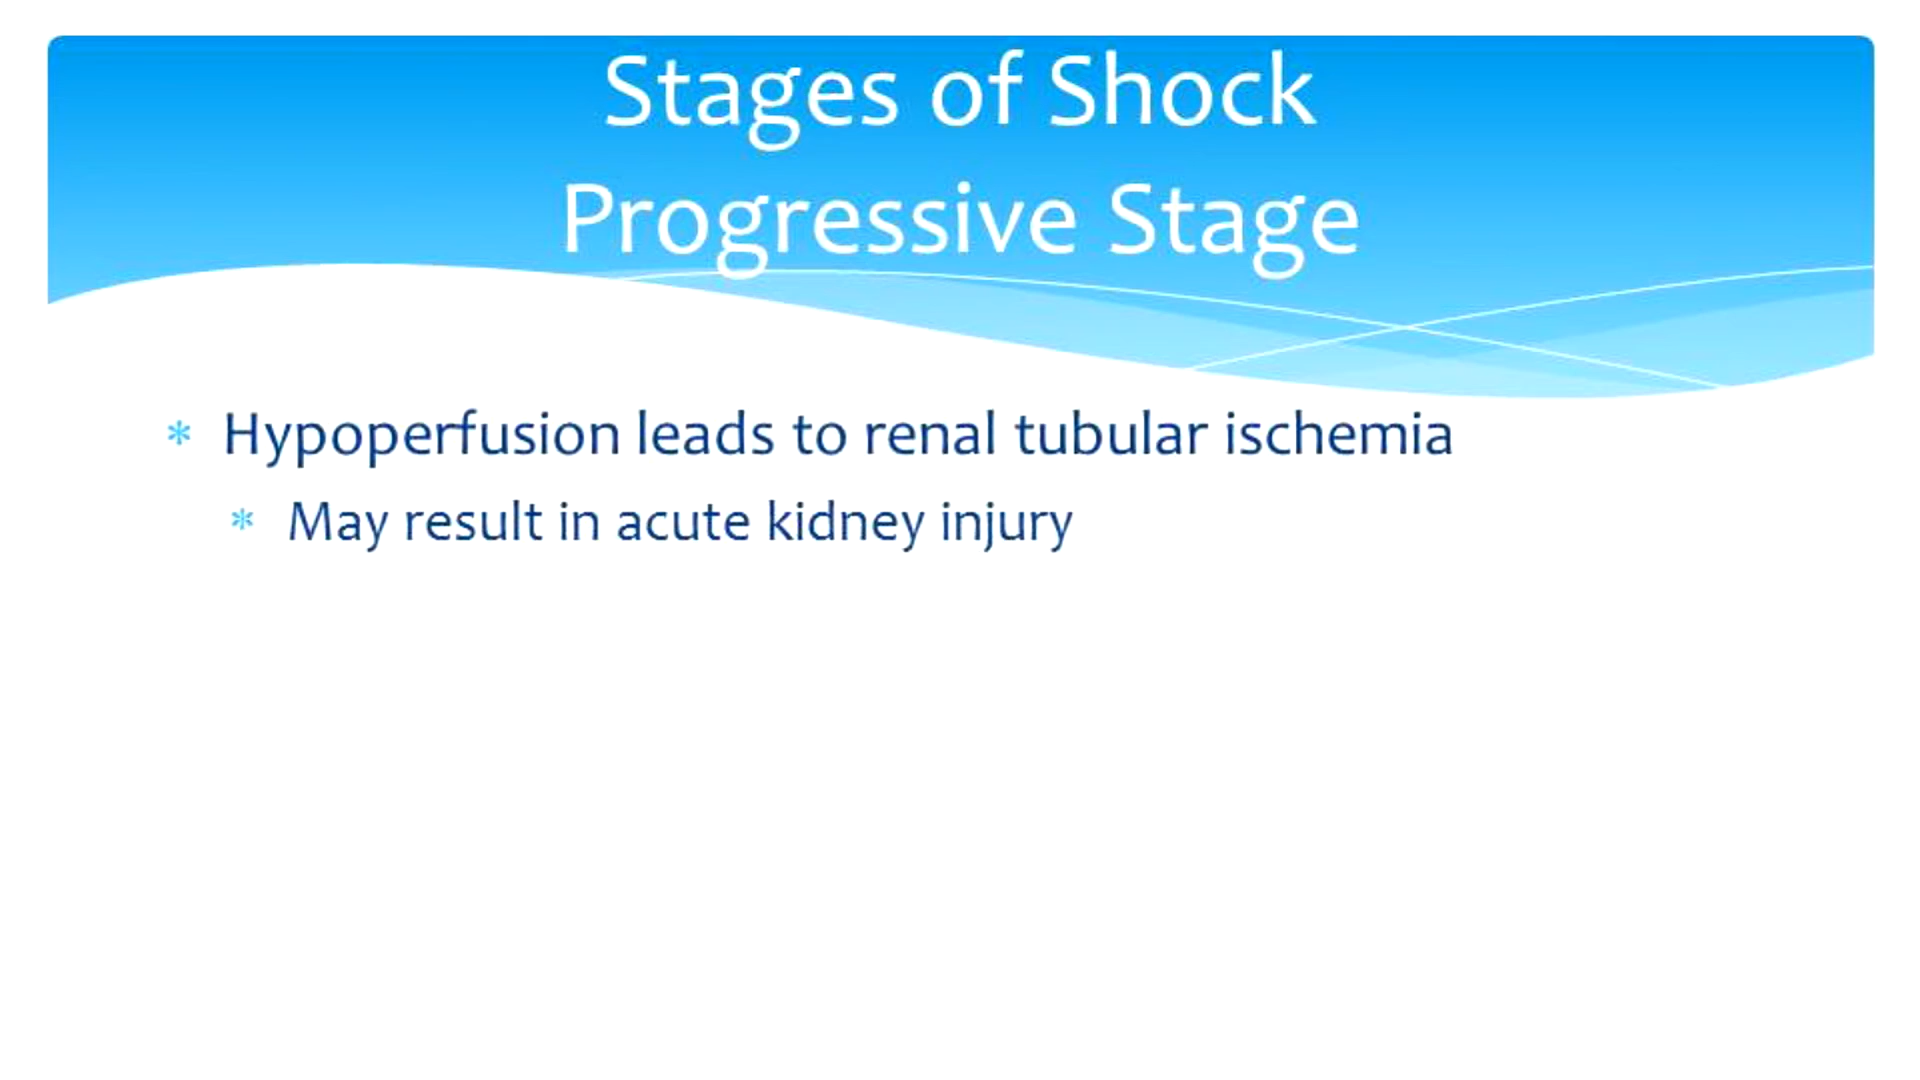 Stages of Shock
Progressive Stage
* Hypoperfusion leads to renal tubular ischemia
* May result in acute kidney injury